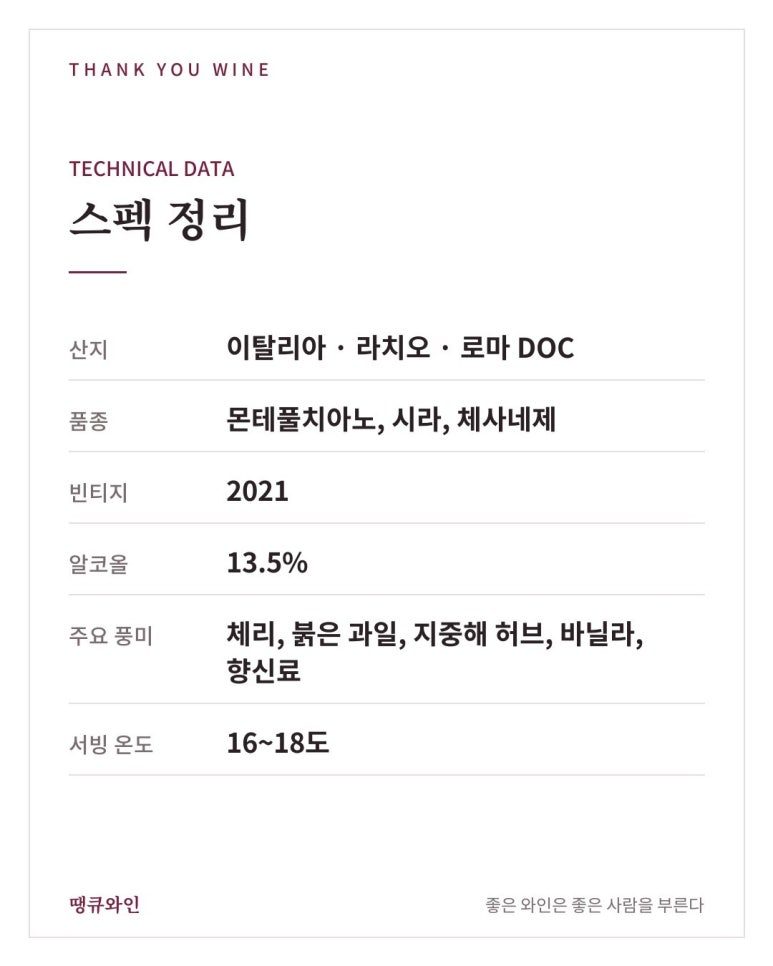 THANK YOU WINE
TECHNICAL DATA
스펙 정리
산지 이탈리아 · 라치오 · 로마 DOC
품종 몬테풀치아노, 시라, 체사네제
빈티지 2021
알코올 13.5%
주요 풍미 체리, 붉은 과일, 지중해 허브, 바닐라,
향신료
서빙 온도 16~18도
땡큐와인 좋은 와인은 좋은 사람을 부른다